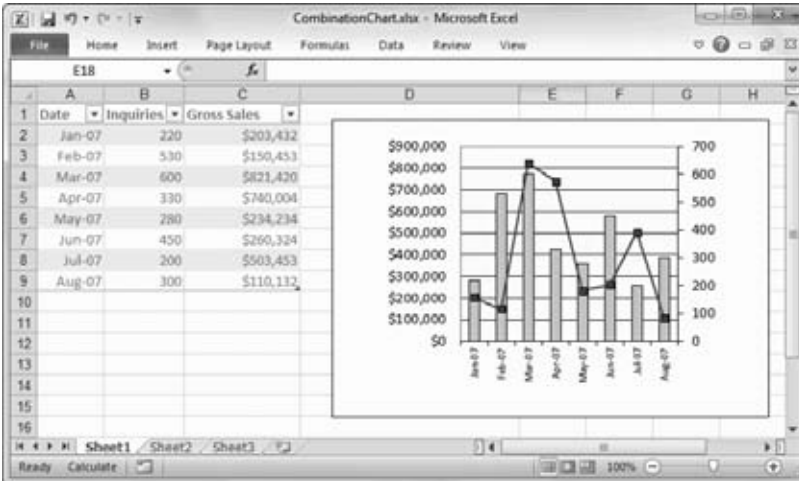 CombinationChart.xlsx - Microsoft Excel
File Home Insert Page Layout Formulas Data Review View
E18 fx
A B C D E F G H
1 Date Inquiries Gross Sales
2 Jan-07 220 $203,432
3 Feb-07 530 $150,453
4 Mar-07 600 $821,420
5 Apr-07 330 $740,004
6 May-07 280 $234,234
7 Jun-07 450 $260,324
8 Jul-07 200 $503,453
9 Aug-07 300 $110,132
10
11
12
13
14
15
16
$900,000
$800,000
$700,000
$600,000
$500,000
$400,000
$300,000
$200,000
$100,000
$0
700
600
500
400
300
200
100
0
Jan-07 Feb-07 Mar-07 Apr-07 May-07 Jun-07 Jul-07 Aug-07
Sheet1 Sheet2 Sheet3
Ready Calculate 100%